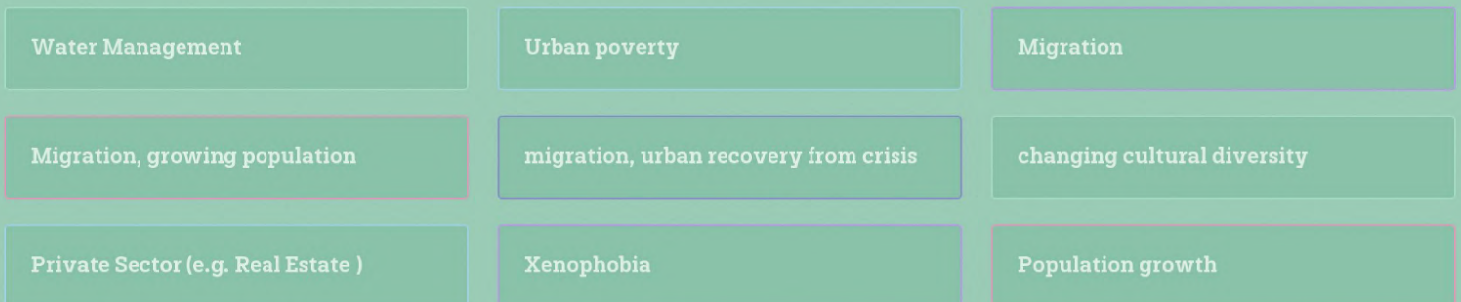 Water Management
Urban poverty
Migration
Migration, growing population
migration, urban recovery from crisis
changing cultural diversity
Private Sector (e.g. Real Estate )
Xenophobia
Population growth